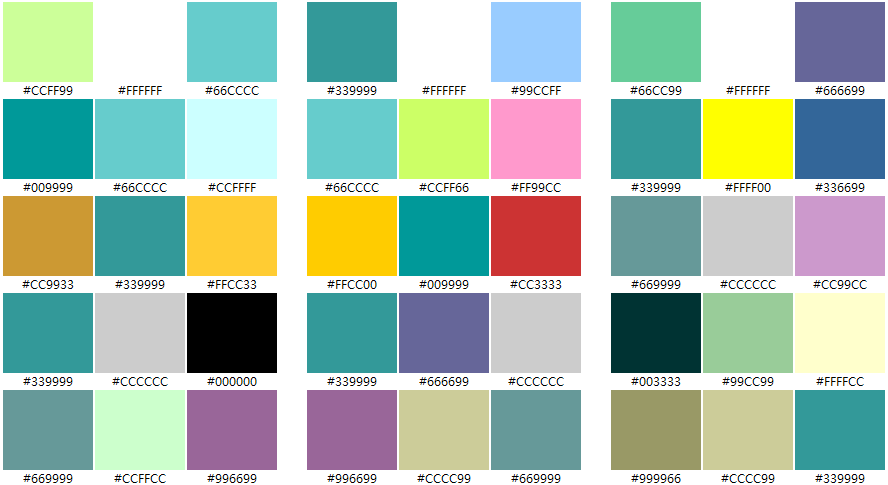 #CCFF99 #FFFFFF #66CCCC #339999 #FFFFFF #99CCFF #66CC99 #FFFFFF #666699
#009999 #66CCCC #CCFFFF #66CCCC #CCFF66 #FF99CC #339999 #FFFF00 #336699
#CC9933 #339999 #FFCC33 #FFCC00 #009999 #CC3333 #669999 #CCCCCC #CC99CC
#339999 #CCCCCC #000000 #339999 #666699 #CCCCCC #003333 #99CC99 #FFFFCC
#669999 #CCFFCC #996699 #996699 #CCCC99 #669999 #999966 #CCCC99 #339999